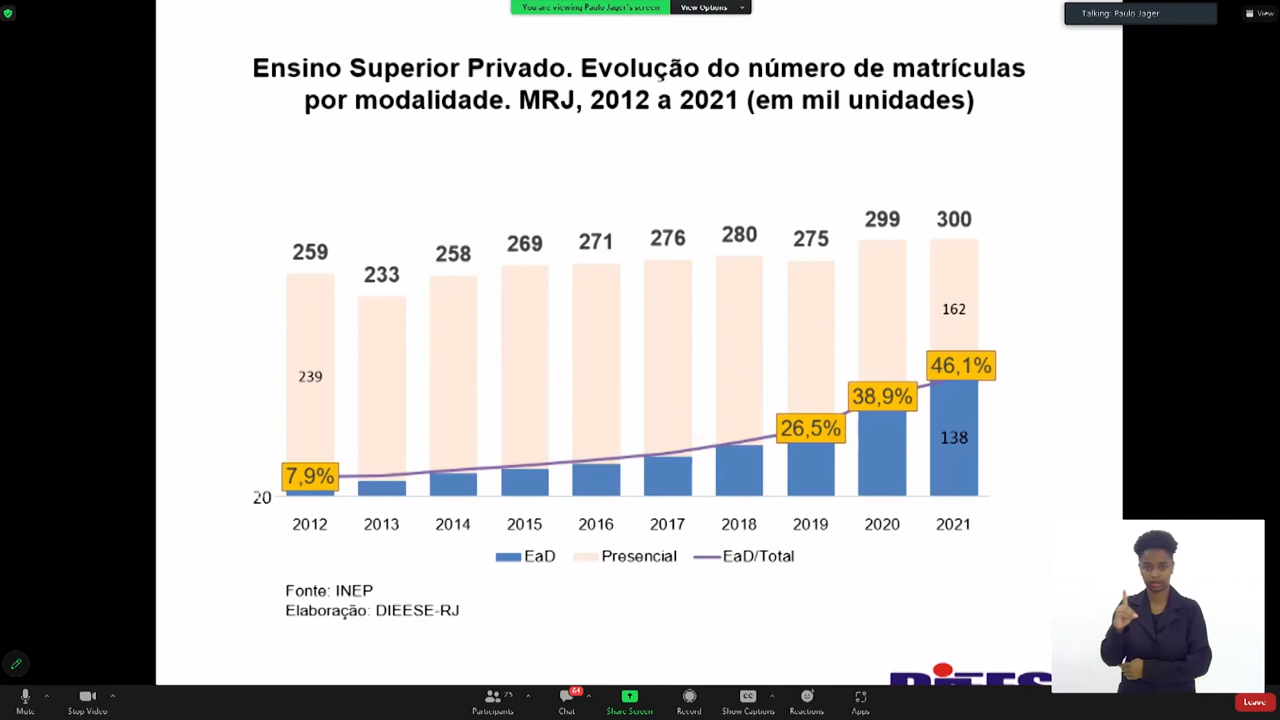 You are viewing Paulo Jager's screen
View Options
Talking: Paulo Jager
View
Ensino Superior Privado. Evolução do número de matrículas
por modalidade. MRJ, 2012 a 2021 (em mil unidades)
259
233
258
269
271
276
280
275
299
300
239
162
7,9%
26,5%
38,9%
46,1%
138
20
2012 2013 2014 2015 2016 2017 2018 2019 2020 2021
EaD Presencial EaD/Total
Fonte: INEP
Elaboração: DIEESE-RJ
Mute
Stop Video
Participants
Chat
64
Share Screen
Record
Show Captions
Reactions
Apps
Leave